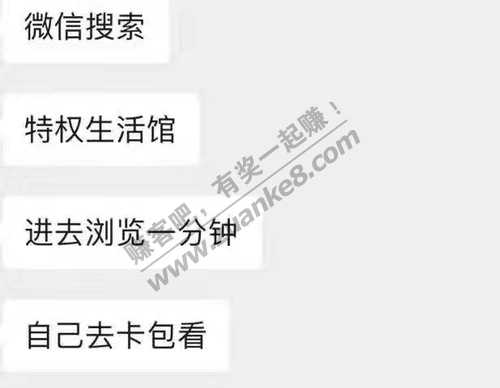 微信搜索
特权生活馆
赚客吧，有奖一起赚！
www.zuanke8.com
进去浏览一分钟
自己去卡包看